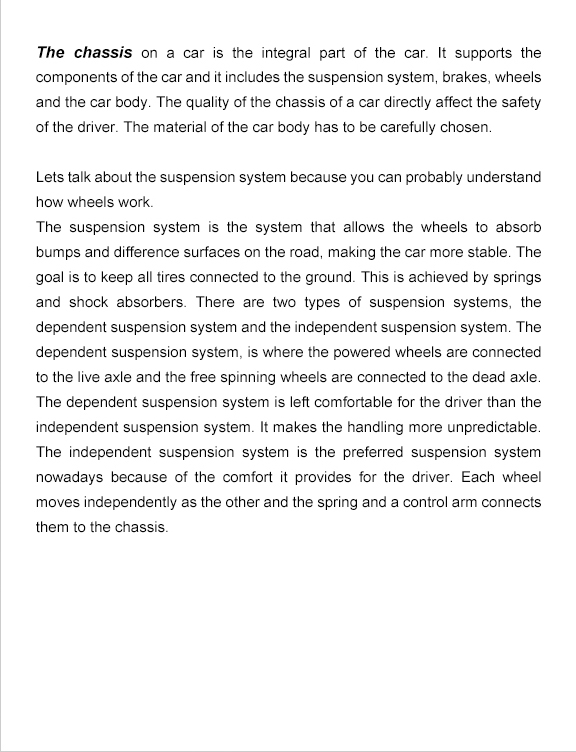 The chassis on a car is the integral part of the car. It supports the
components of the car and it includes the suspension system, brakes, wheels
and the car body. The quality of the chassis of a car directly affect the safety
of the driver. The material of the car body has to be carefully chosen.
Lets talk about the suspension system because you can probably understand
how wheels work.
The suspension system is the system that allows the wheels to absorb
bumps and difference surfaces on the road, making the car more stable. The
goal is to keep all tires connected to the ground. This is achieved by springs
and shock absorbers. There are two types of suspension systems, the
dependent suspension system and the independent suspension system. The
dependent suspension system, is where the powered wheels are connected
to the live axle and the free spinning wheels are connected to the dead axle.
The dependent suspension system is left comfortable for the driver than the
independent suspension system. It makes the handling more unpredictable.
The independent suspension system is the preferred suspension system
nowadays because of the comfort it provides for the driver. Each wheel
moves independently as the other and the spring and a control arm connects
them to the chassis.